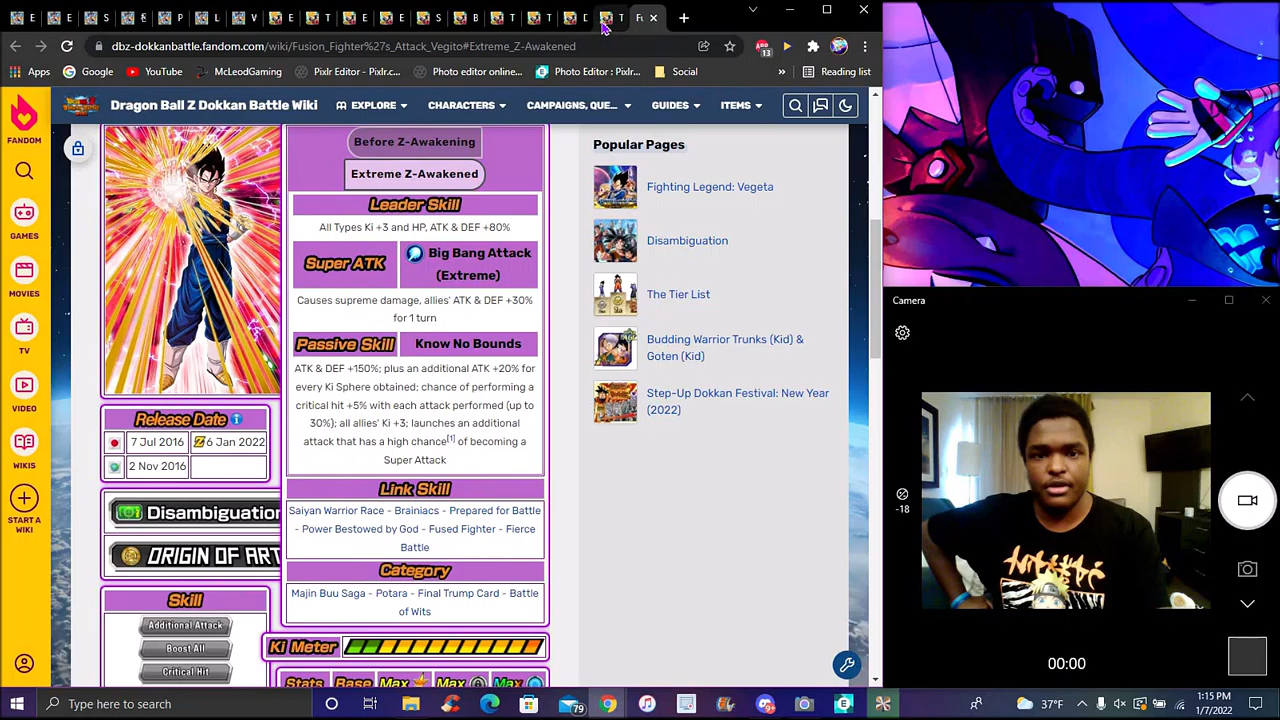 dbz-dokkanbattle.fandom.com/wiki/Fusion_Fighter%27s_Attack_Vegito#Extreme_Z-Awakened
13
Apps
Google
YouTube
McLeodGaming
Pixlr Editor - Pixlr.c...
Photo editor online...
Photo Editor : Pixlr...
Social
»
Reading list
FANDOM
GAMES
MOVIES
TV
VIDEO
WIKIS
START A
WIKI
Dragon Ball Z Dokkan Battle Wiki
EXPLORE
CHARACTERS
CAMPAIGNS, QUE...
GUIDES
ITEMS
Before Z-Awakening
Extreme Z-Awakened
Leader Skill
All Types Ki +3 and HP, ATK & DEF +80%
Super ATK
Big Bang Attack
(Extreme)
Causes supreme damage, allies' ATK & DEF +30%
for 1 turn
Passive Skill
Know No Bounds
ATK & DEF +150%; plus an additional ATK +20% for
every Ki Sphere obtained; chance of performing a
critical hit +5% with each attack performed (up to
30%); all allies' Ki +3; launches an additional
attack that has a high chance[1] of becoming a
Super Attack
Link Skill
Saiyan Warrior Race - Brainiacs - Prepared for Battle
- Power Bestowed by God - Fused Fighter - Fierce
Battle
Category
Majin Buu Saga - Potara - Final Trump Card - Battle
of Wits
Ki Meter
Stats
Base
Max
Max
Max
Release Date
7 Jul 2016
6 Jan 2022
2 Nov 2016
Disambiguation
ORIGIN OF ART
Skill
Additional Attack
Boost All
Critical Hit
Popular Pages
Fighting Legend: Vegeta
Disambiguation
The Tier List
Budding Warrior Trunks (Kid) &
Goten (Kid)
Step-Up Dokkan Festival: New Year
(2022)
Camera
-18
00:00
Type here to search
79
37°F
1:15 PM
1/7/2022